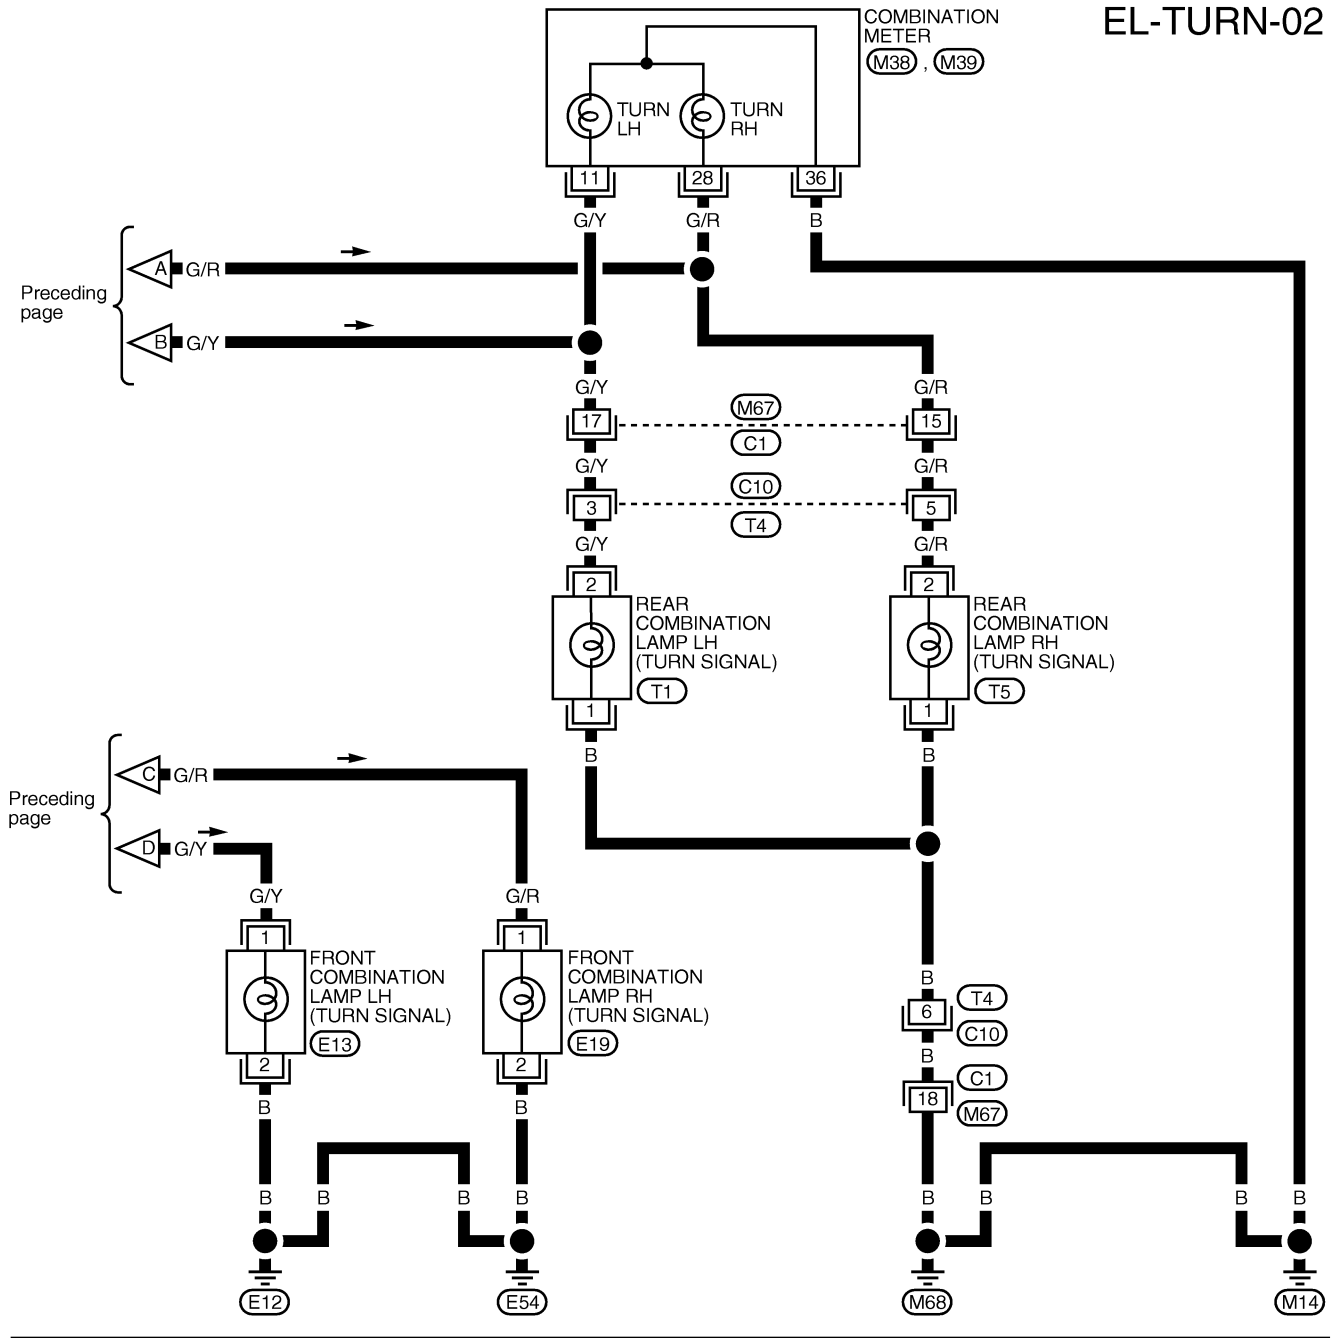 EL-TURN-02
COMBINATION
METER
M38 , M39
TURN
LH
TURN
RH
11
28
36
G/Y
G/R
B
A
G/R
Preceding
page
B
G/Y
G/Y
G/R
M67
17
15
C1
G/Y
G/R
C10
3
5
T4
G/Y
G/R
2
2
REAR
COMBINATION
LAMP LH
(TURN SIGNAL)
T1
REAR
COMBINATION
LAMP RH
(TURN SIGNAL)
T5
1
1
B
B
C
G/R
Preceding
page
D
G/Y
G/Y
G/R
1
1
FRONT
COMBINATION
LAMP LH
(TURN SIGNAL)
E13
FRONT
COMBINATION
LAMP RH
(TURN SIGNAL)
E19
2
2
B
B
B
6
T4
C10
B
C1
18
M67
B
B
B
B
B
B
B
B
E12
E54
M68
M14